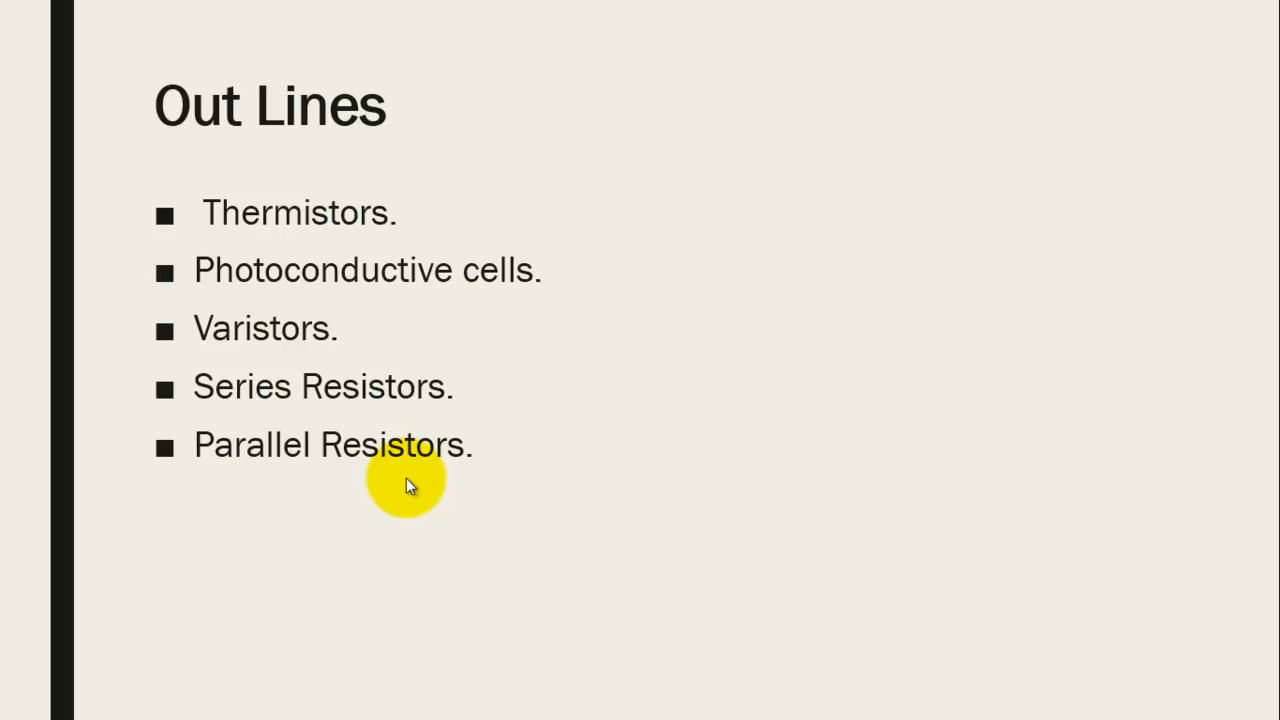 Out Lines
■ Thermistors.
■ Photoconductive cells.
■ Varistors.
■ Series Resistors.
■ Parallel Resistors.